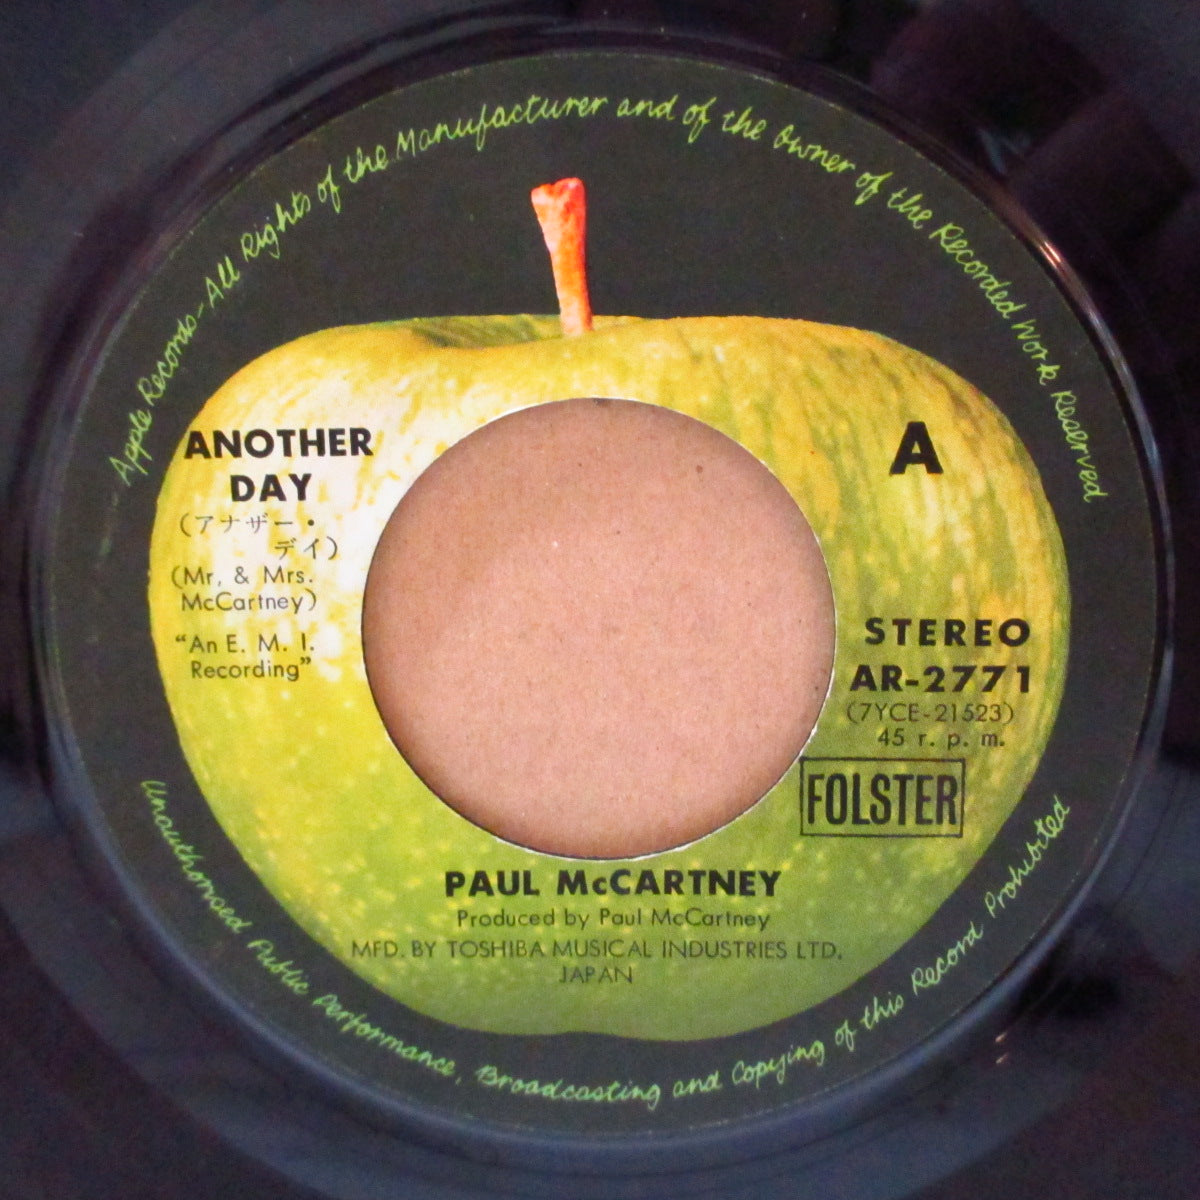 Apple Records-All Rights of the Manufacturer and of the Owner of the Recorded Work Reserved
ANOTHER
DAY
(アナザー・
デイ)
(Mr. & Mrs.
McCartney)
"An E. M. I.
Recording"
A
STEREO
AR-2771
(7YCE-21523)
45 r. p. m.
FOLSTER
PAUL McCARTNEY
Produced by Paul McCartney
MFD. BY TOSHIBA MUSICAL INDUSTRIES LTD.
JAPAN
Unauthorised Public Performance, Broadcasting and Copying of this Record Prohibited